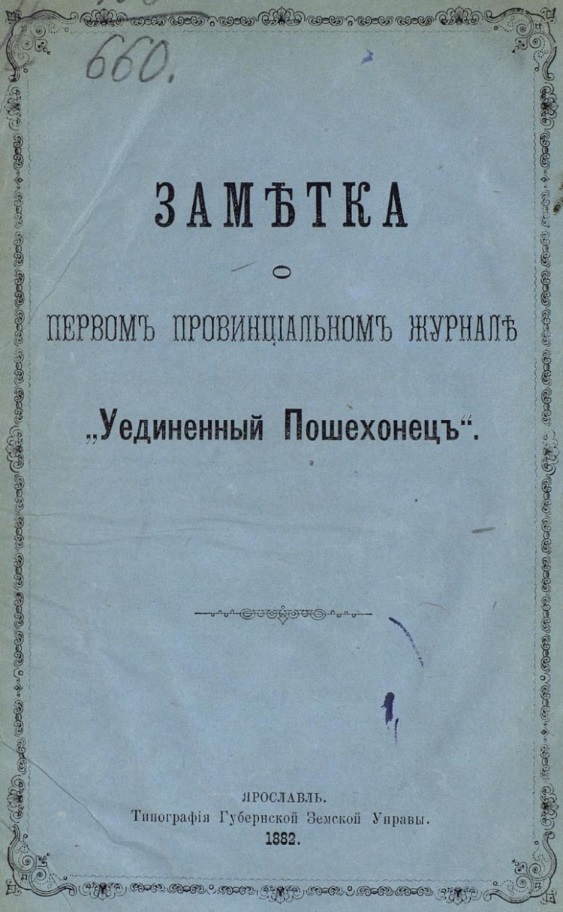 660.
ЗАМѢТКА
О
ПЕРВОМЪ ПРОВИНЦІАЛЬНОМЪ ЖУРНАЛѢ
„Уединенный Пошехонецъ“.
ЯРОСЛАВЛЬ.
Типографія Губернской Земской Управы.
1882.